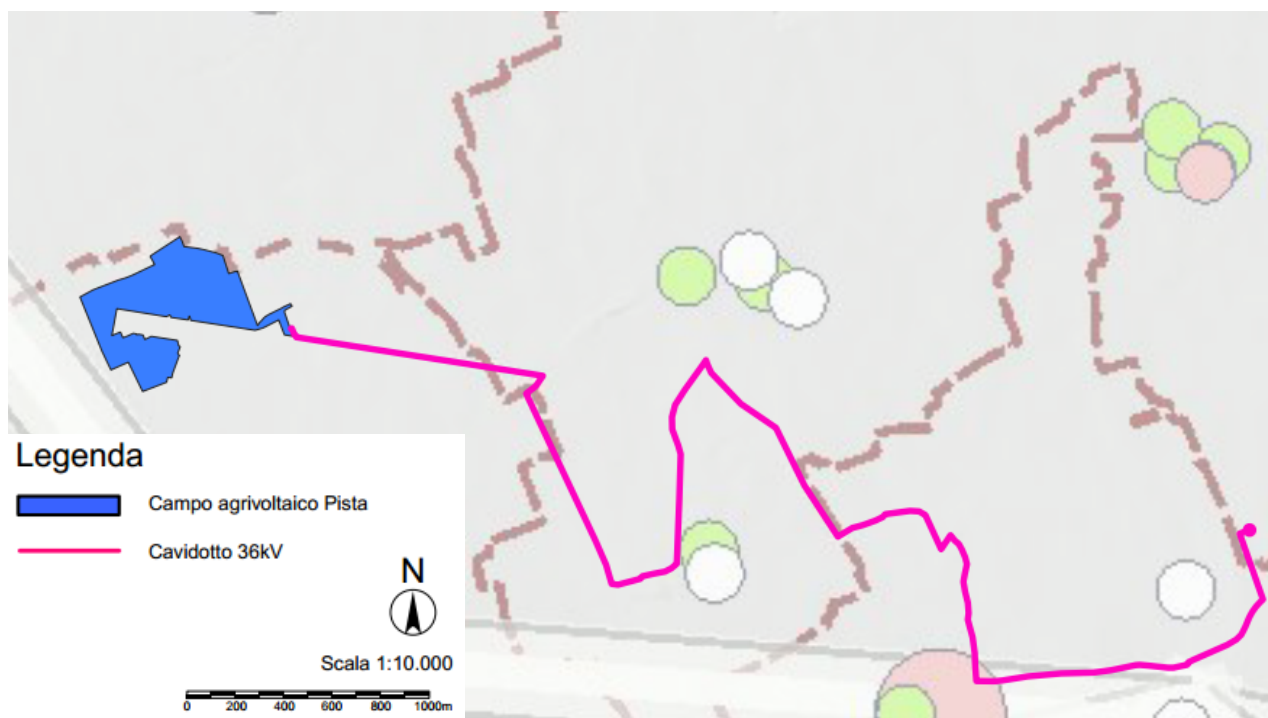 Legenda
Campo agrivoltaico Pista
Cavidotto 36kV
N
Scala 1:10.000
0 200 400 600 800 1000m